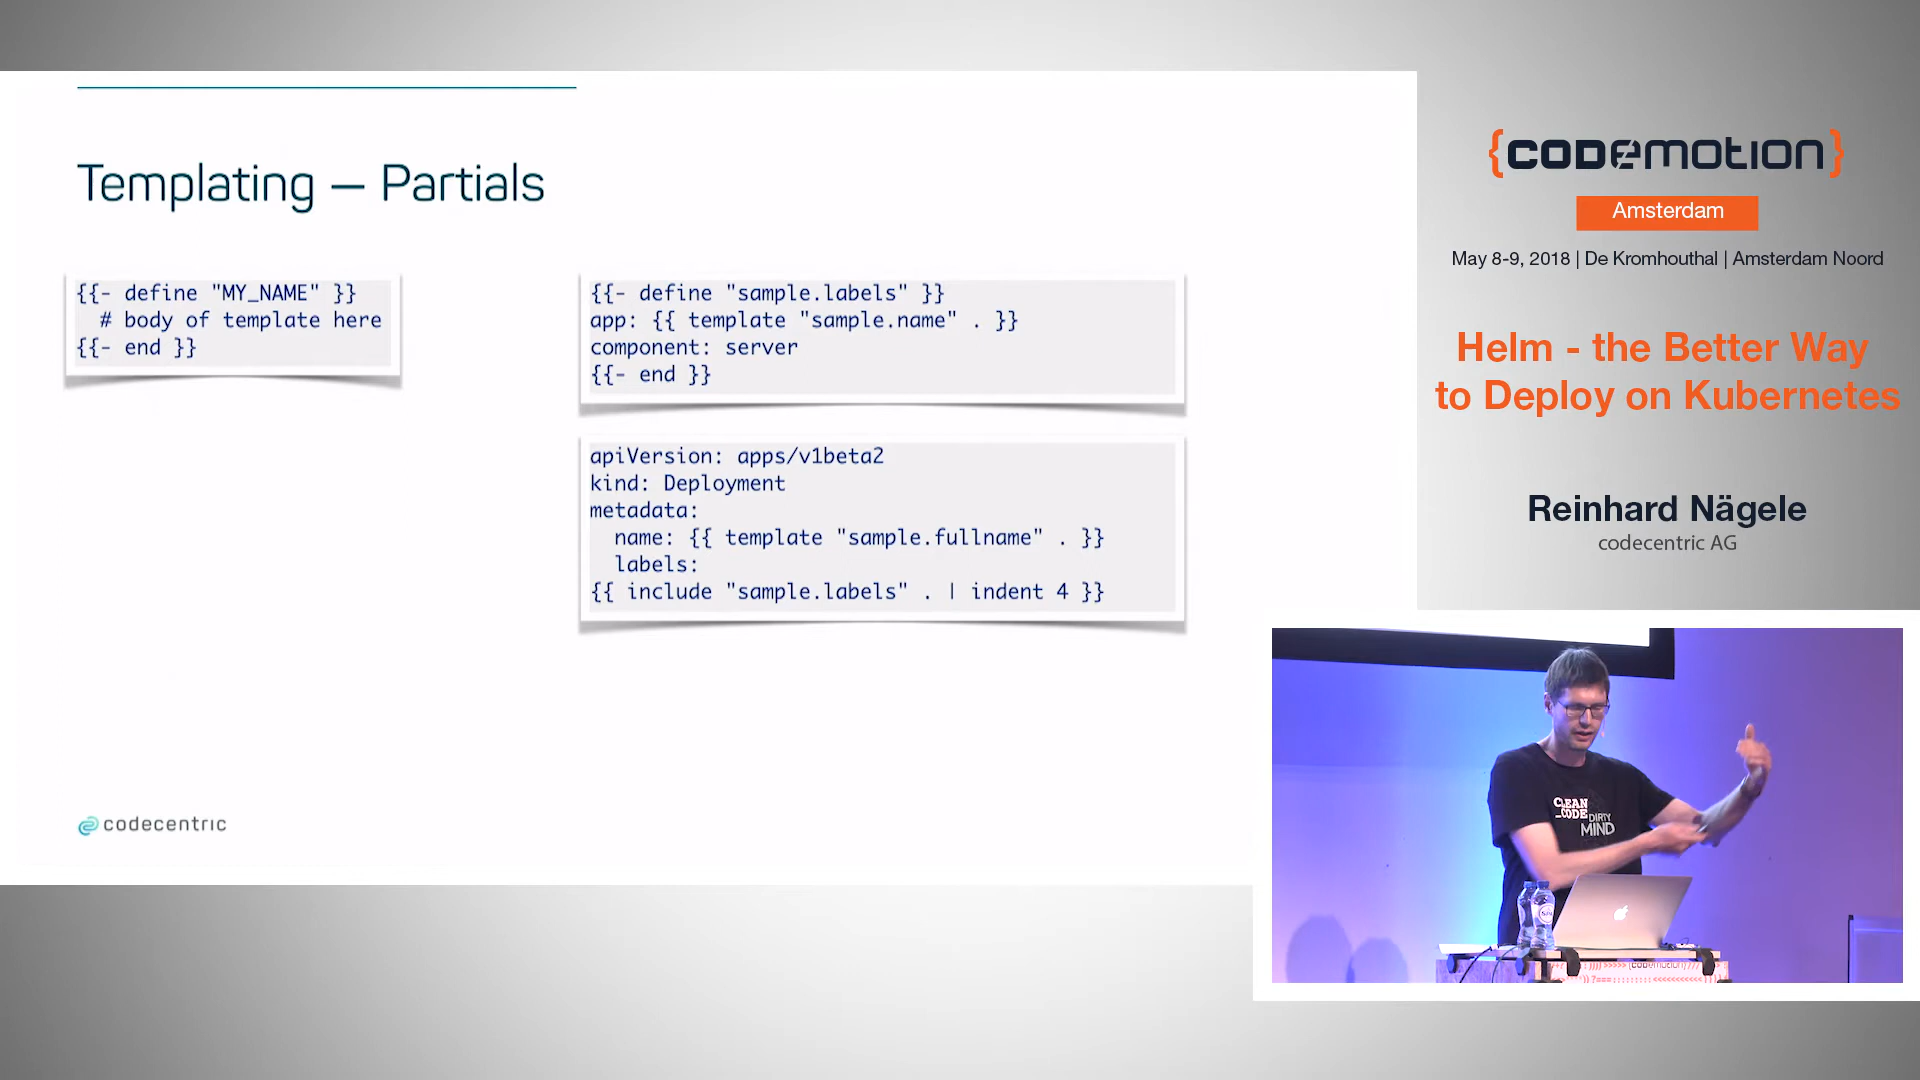 Templating — Partials
{{- define "MY_NAME" }}
# body of template here
{{- end }}
{{- define "sample.labels" }}
app: {{ template "sample.name" . }}
component: server
{{- end }}
apiVersion: apps/v1beta2
kind: Deployment
metadata:
name: {{ template "sample.fullname" . }}
labels:
{{ include "sample.labels" . | indent 4 }}
codecentric
{codemotion}
Amsterdam
May 8-9, 2018 | De Kromhouthal | Amsterdam Noord
Helm - the Better Way
to Deploy on Kubernetes
Reinhard Nägele
codecentric AG
CLEAN
_CODE
DIRTY
MIND